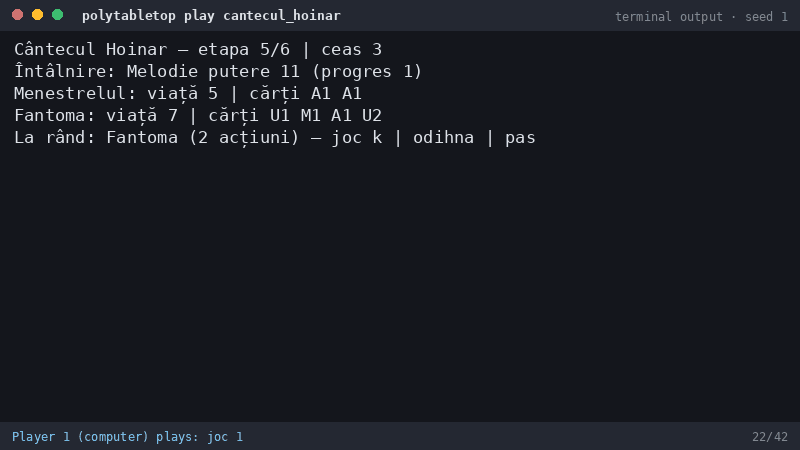 polytabletop play cantecul_hoinar
terminal output · seed 1
Cântecul Hoinar — etapa 5/6 | ceas 3
Întâlnire: Melodie putere 11 (progres 1)
Menestrelul: viață 5 | cărți A1 A1
Fantoma: viață 7 | cărți U1 M1 A1 U2
La rând: Fantoma (2 acțiuni) — joc k | odihna | pas
Player 1 (computer) plays: joc 1
22/42